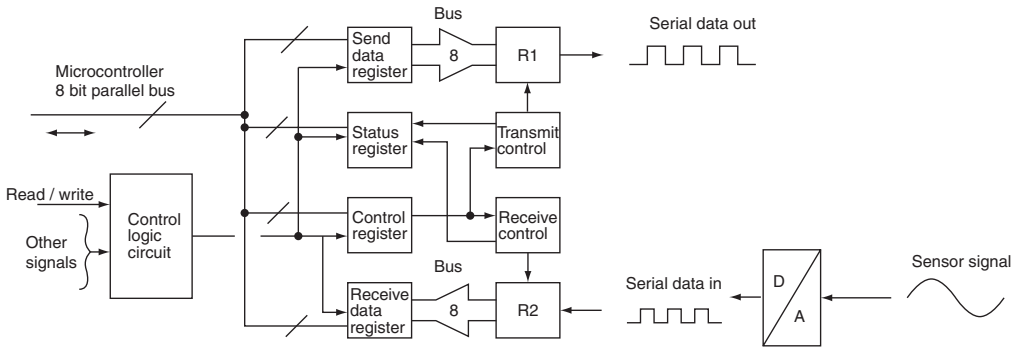 Bus
Serial data out
Send
data
register
8
R1
Microcontroller
8 bit parallel bus
Status
register
Transmit
control
Read / write
Control
logic
circuit
Other
signals
Control
register
Receive
control
Bus
Receive
data
register
8
R2
Serial data in
D
A
Sensor signal